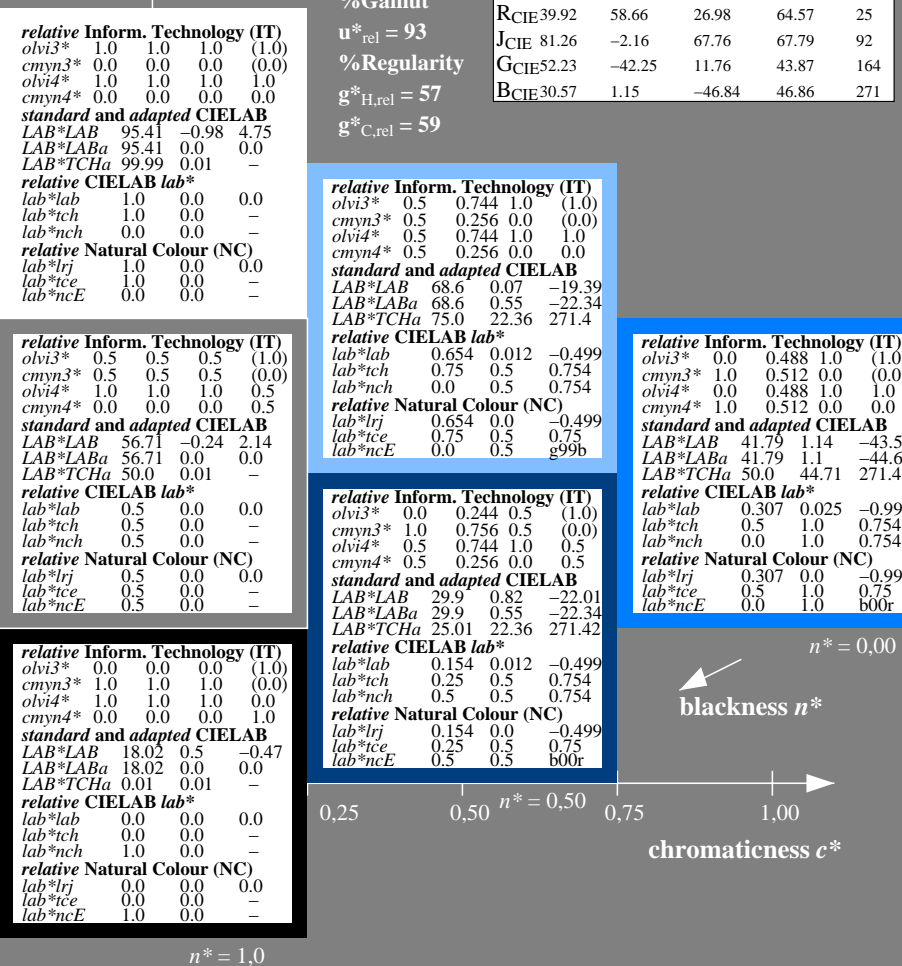 %Gamut
u*rel = 93
%Regularity
g*H,rel = 57
g*C,rel = 59
RCIE 39.92 58.66 26.98 64.57 25
JCIE 81.26 −2.16 67.76 67.79 92
GCIE 52.23 −42.25 11.76 43.87 164
BCIE 30.57 1.15 −46.84 46.86 271
relative Inform. Technology (IT)
olvi3* 1.0 1.0 1.0 (1.0)
cmyn3* 0.0 0.0 0.0 (0.0)
olvi4* 1.0 1.0 1.0 1.0
cmyn4* 0.0 0.0 0.0 0.0
standard and adapted CIELAB
LAB*LAB 95.41 −0.98 4.75
LAB*LABa 95.41 0.0 0.0
LAB*TCHa 99.99 0.01 –
relative CIELAB lab*
lab*lab 1.0 0.0 0.0
lab*tch 1.0 0.0 –
lab*nch 0.0 0.0 –
relative Natural Colour (NC)
lab*lrj 1.0 0.0 0.0
lab*tce 1.0 0.0 –
lab*ncE 0.0 0.0 –
relative Inform. Technology (IT)
olvi3* 0.5 0.744 1.0 (1.0)
cmyn3* 0.5 0.256 0.0 (0.0)
olvi4* 0.5 0.744 1.0 1.0
cmyn4* 0.5 0.256 0.0 0.0
standard and adapted CIELAB
LAB*LAB 68.6 0.07 −19.39
LAB*LABa 68.6 0.55 −22.34
LAB*TCHa 75.0 22.36 271.4
relative CIELAB lab*
lab*lab 0.654 0.012 −0.499
lab*tch 0.75 0.5 0.754
lab*nch 0.0 0.5 0.754
relative Natural Colour (NC)
lab*lrj 0.654 0.0 −0.499
lab*tce 0.75 0.5 0.75
lab*ncE 0.0 0.5 g99b
relative Inform. Technology (IT)
olvi3* 0.5 0.5 0.5 (1.0)
cmyn3* 0.5 0.5 0.5 (0.0)
olvi4* 1.0 1.0 1.0 0.5
cmyn4* 0.0 0.0 0.0 0.5
standard and adapted CIELAB
LAB*LAB 56.71 −0.24 2.14
LAB*LABa 56.71 0.0 0.0
LAB*TCHa 50.0 0.01 –
relative CIELAB lab*
lab*lab 0.5 0.0 0.0
lab*tch 0.5 0.0 –
lab*nch 0.5 0.0 –
relative Natural Colour (NC)
lab*lrj 0.5 0.0 0.0
lab*tce 0.5 0.0 –
lab*ncE 0.5 0.0 –
relative Inform. Technology (IT)
olvi3* 0.0 0.488 1.0 (1.0
cmyn3* 1.0 0.512 0.0 (0.0
olvi4* 0.0 0.488 1.0 1.0
cmyn4* 1.0 0.512 0.0 0.0
standard and adapted CIELAB
LAB*LAB 41.79 1.14 −43.5
LAB*LABa 41.79 1.1 −44.6
LAB*TCHa 50.0 44.71 271.4
relative CIELAB lab*
lab*lab 0.307 0.025 −0.99
lab*tch 0.5 1.0 0.754
lab*nch 0.0 1.0 0.754
relative Natural Colour (NC)
lab*lrj 0.307 0.0 −0.99
lab*tce 0.5 1.0 0.75
lab*ncE 0.0 1.0 b00r
relative Inform. Technology (IT)
olvi3* 0.0 0.244 0.5 (1.0)
cmyn3* 1.0 0.756 0.5 (0.0)
olvi4* 0.5 0.744 1.0 0.5
cmyn4* 0.5 0.256 0.0 0.5
standard and adapted CIELAB
LAB*LAB 29.9 0.82 −22.01
LAB*LABa 29.9 0.55 −22.34
LAB*TCHa 25.01 22.36 271.42
relative CIELAB lab*
lab*lab 0.154 0.012 −0.499
lab*tch 0.25 0.5 0.754
lab*nch 0.5 0.5 0.754
relative Natural Colour (NC)
lab*lrj 0.154 0.0 −0.499
lab*tce 0.25 0.5 0.75
lab*ncE 0.5 0.5 b00r
relative Inform. Technology (IT)
olvi3* 0.0 0.0 0.0 (1.0)
cmyn3* 1.0 1.0 1.0 (0.0)
olvi4* 1.0 1.0 1.0 0.0
cmyn4* 0.0 0.0 0.0 1.0
standard and adapted CIELAB
LAB*LAB 18.02 0.5 −0.47
LAB*LABa 18.02 0.0 0.0
LAB*TCHa 0.01 0.01 –
relative CIELAB lab*
lab*lab 0.0 0.0 0.0
lab*tch 0.0 0.0 –
lab*nch 1.0 0.0 –
relative Natural Colour (NC)
lab*lrj 0.0 0.0 0.0
lab*tce 0.0 0.0 –
lab*ncE 1.0 0.0 –
n* = 0,00
blackness n*
0,25 0,50 n* = 0,50 0,75 1,00
chromaticness c*
n* = 1,0